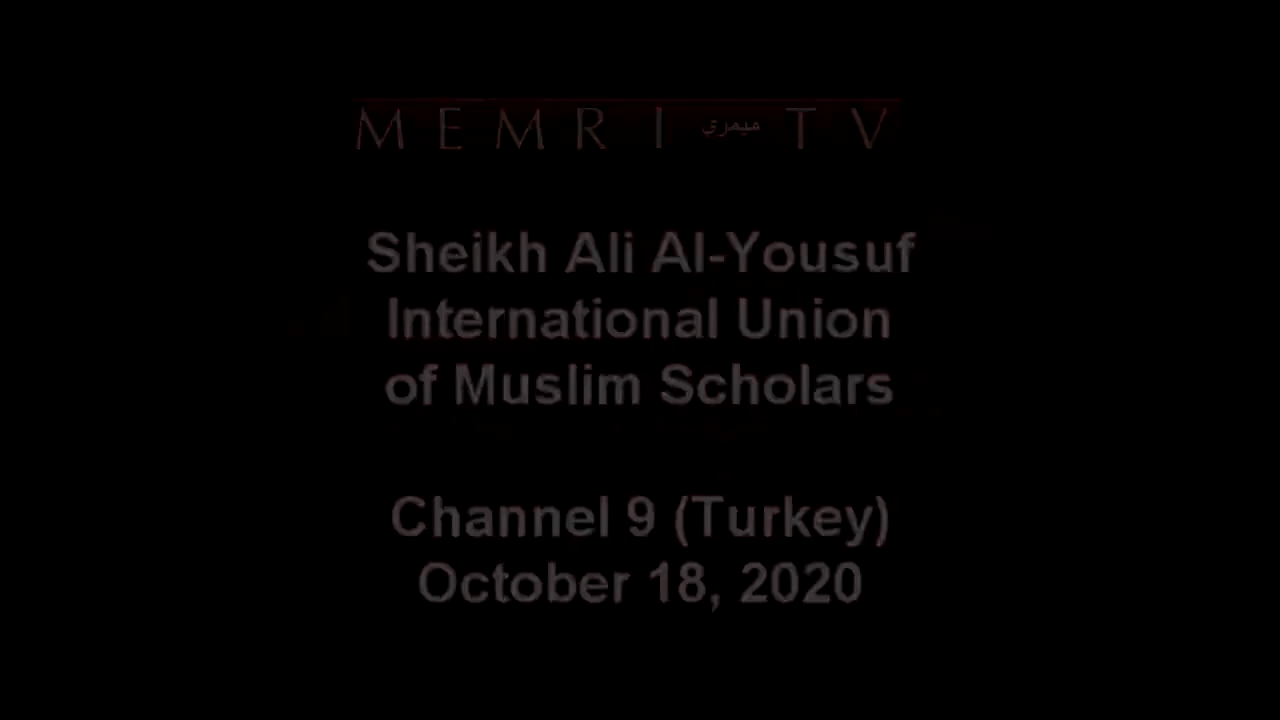 MEMRI ميمري TV
Sheikh Ali Al-Yousuf
International Union
of Muslim Scholars
Channel 9 (Turkey)
October 18, 2020